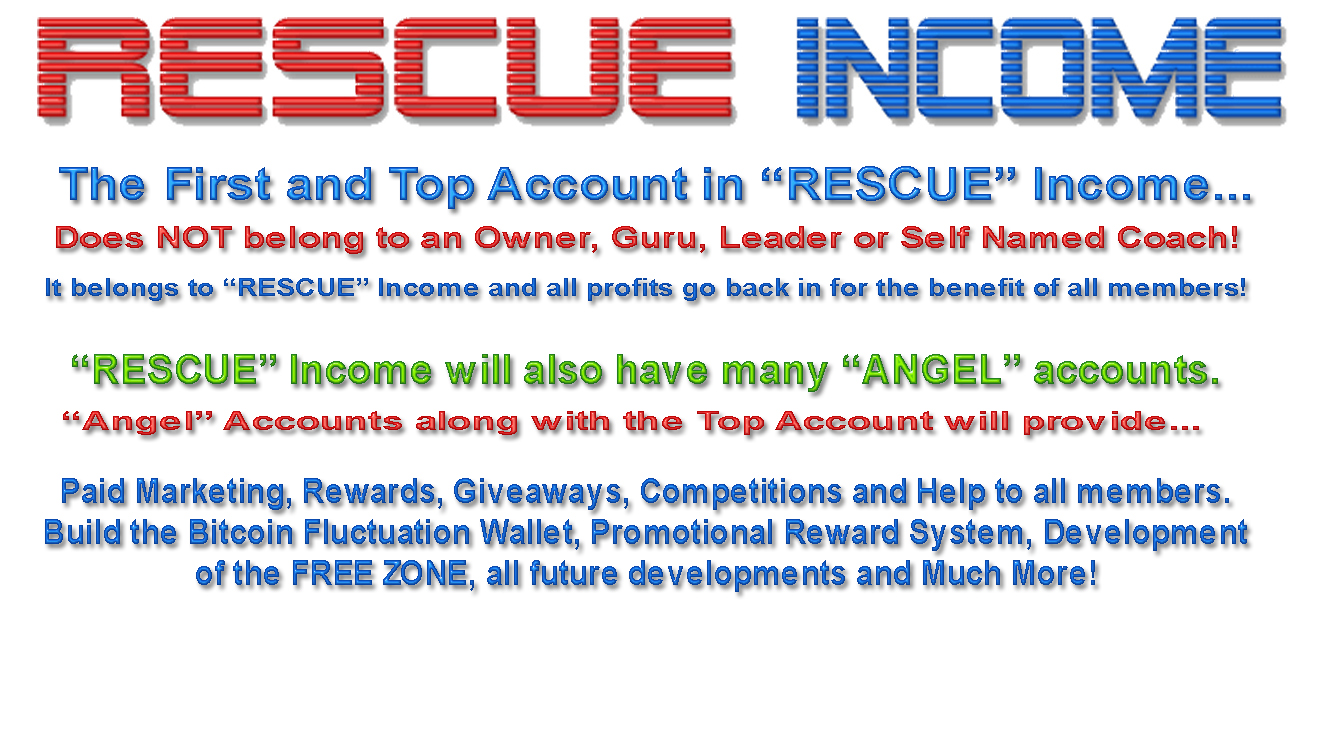 RESCUE INCOME
The First and Top Account in “RESCUE” Income...
Does NOT belong to an Owner, Guru, Leader or Self Named Coach!
It belongs to “RESCUE” Income and all profits go back in for the benefit of all members!
“RESCUE” Income will also have many “ANGEL” accounts.
“Angel” Accounts along with the Top Account will provide...
Paid Marketing, Rewards, Giveaways, Competitions and Help to all members.
Build the Bitcoin Fluctuation Wallet, Promotional Reward System, Development
of the FREE ZONE, all future developments and Much More!